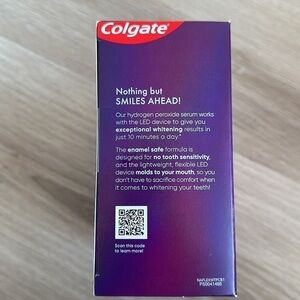 Colgate
Nothing but
SMILES AHEAD!
Our hydrogen peroxide serum works
with the LED device to give you
exceptional whitening results in
just 10 minutes a day.*
The enamel safe formula is
designed for no tooth sensitivity,
and the lightweight, flexible LED
device molds to your mouth, so you
don't have to sacrifice comfort when
it comes to whitening your teeth!
Scan this code
to learn more!